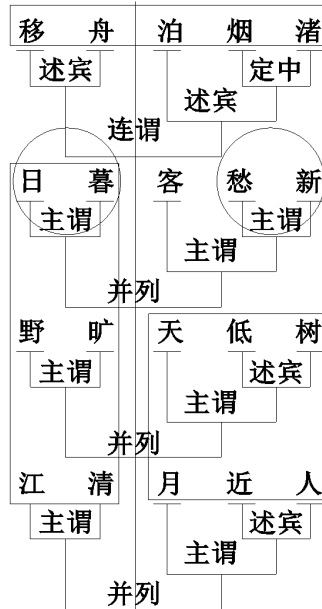 移舟 泊烟渚
述宾 定中
述宾
连谓
日暮 客愁新
主谓 主谓
主谓
并列
野旷 天低树
主谓 述宾
主谓
并列
江清 月近人
主谓 述宾
主谓
并列